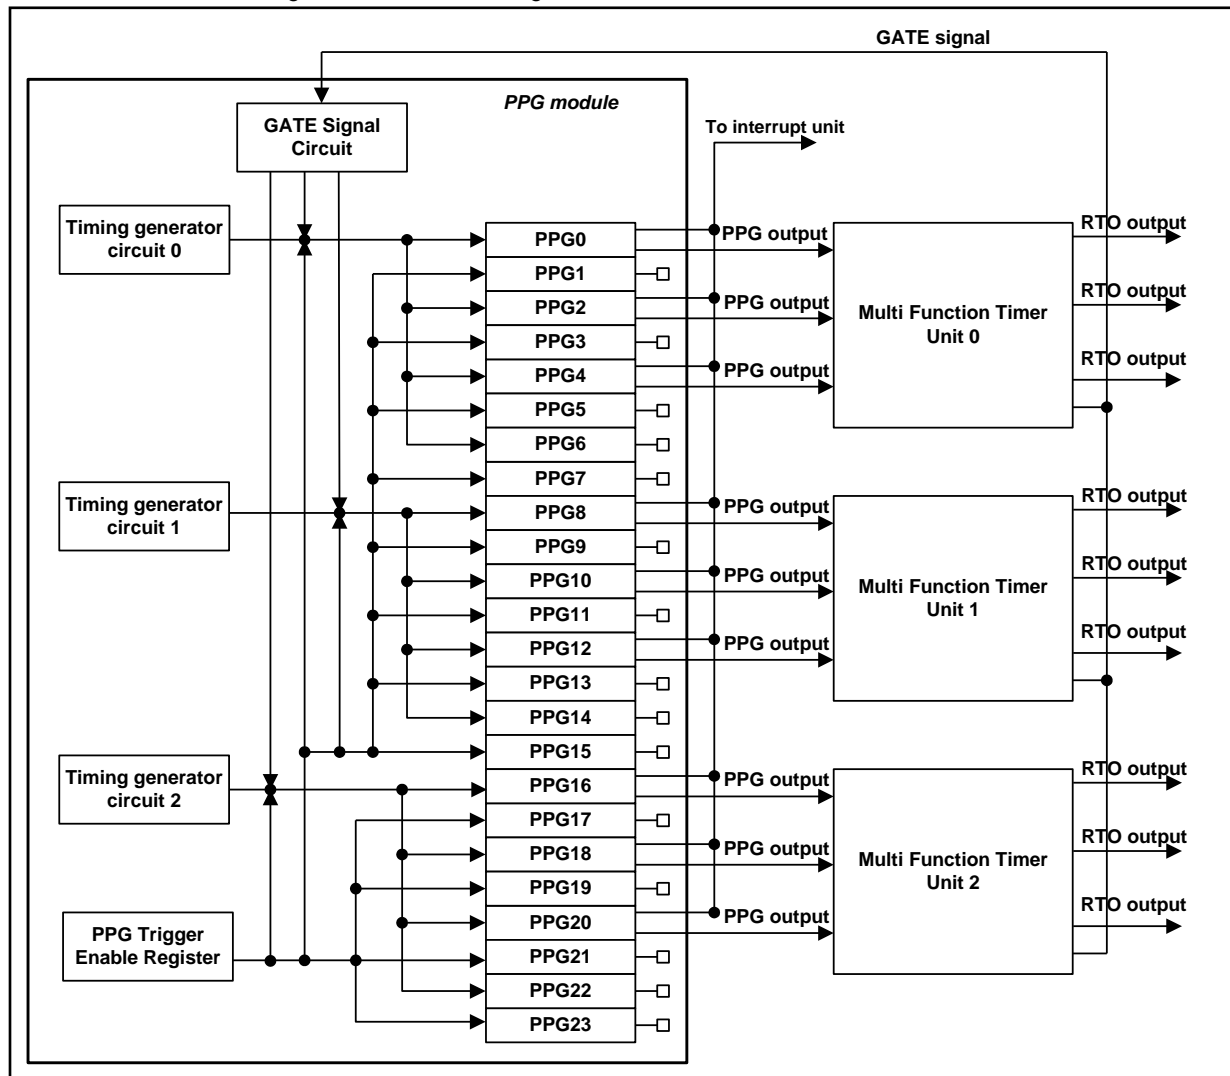 GATE signal
PPG module
GATE Signal
Circuit
To interrupt unit
Timing generator
circuit 0
Timing generator
circuit 1
Timing generator
circuit 2
PPG Trigger
Enable Register
PPG0
PPG1
PPG2
PPG3
PPG4
PPG5
PPG6
PPG7
PPG8
PPG9
PPG10
PPG11
PPG12
PPG13
PPG14
PPG15
PPG16
PPG17
PPG18
PPG19
PPG20
PPG21
PPG22
PPG23
PPG output
PPG output
PPG output
PPG output
PPG output
PPG output
PPG output
PPG output
PPG output
Multi Function Timer
Unit 0
Multi Function Timer
Unit 1
Multi Function Timer
Unit 2
RTO output
RTO output
RTO output
RTO output
RTO output
RTO output
RTO output
RTO output
RTO output